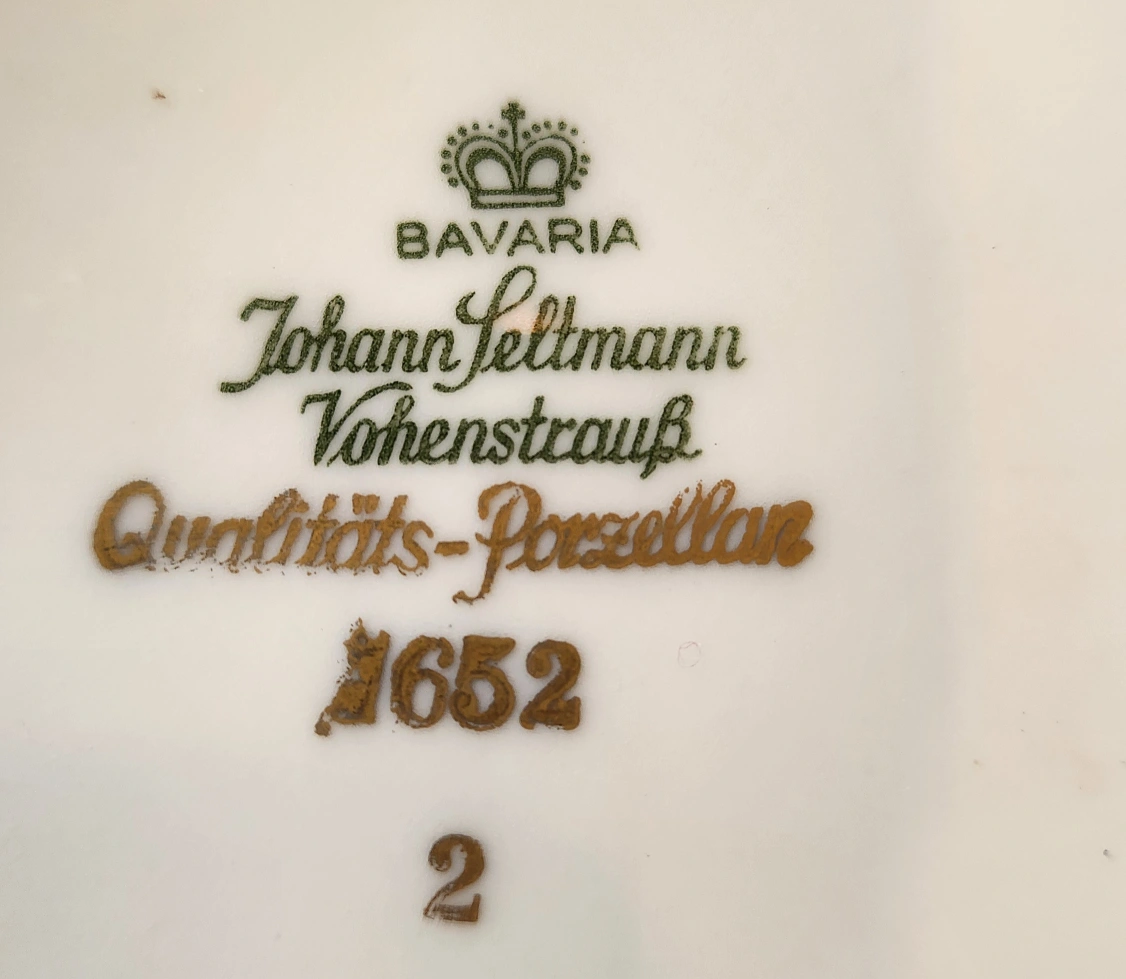 BAVARIA
Johann Seltmann
Vohenstrauß
Qualitäts-Porzellan
1652
2